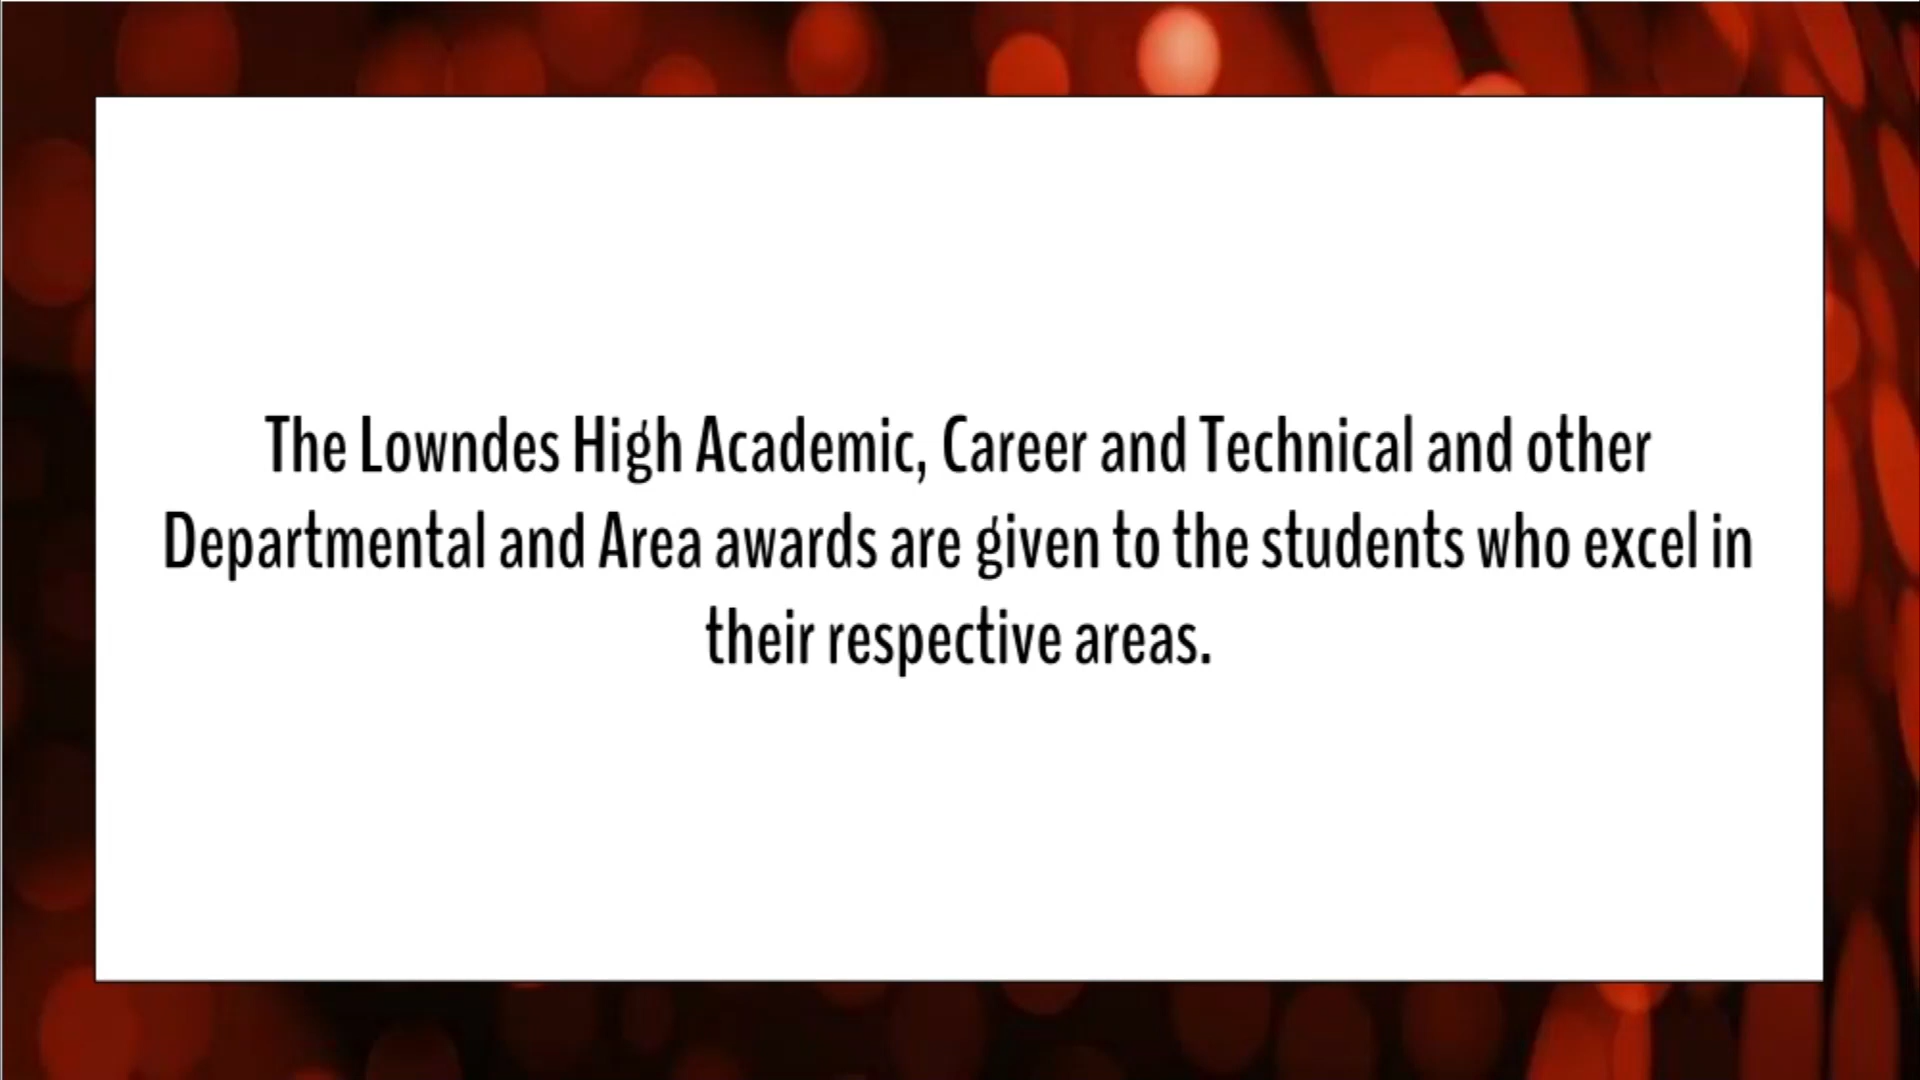 The Lowndes High Academic, Career and Technical and other
Departmental and Area awards are given to the students who excel in
their respective areas.